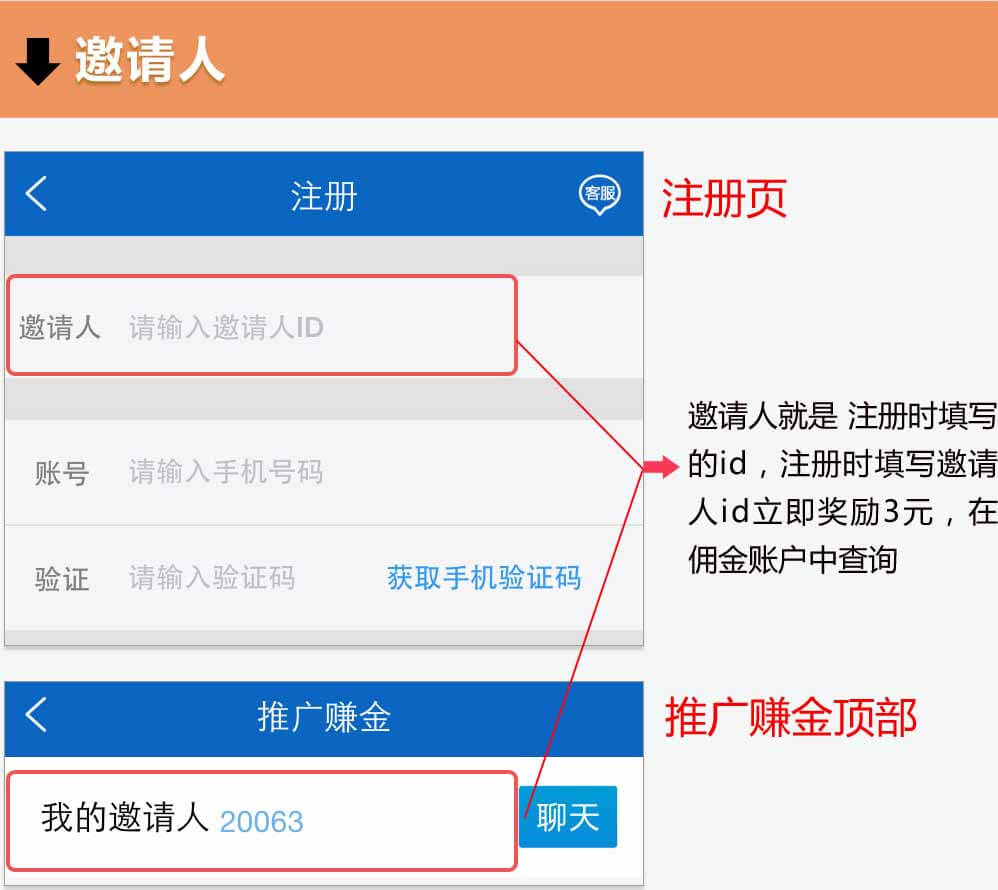 邀请人
注册
客服
注册页
邀请人 请输入邀请人ID
账号 请输入手机号码
验证 请输入验证码 获取手机验证码
邀请人就是 注册时填写
的id，注册时填写邀请
人id立即奖励3元，在
佣金账户中查询
推广赚金
推广赚金顶部
我的邀请人 20063
聊天